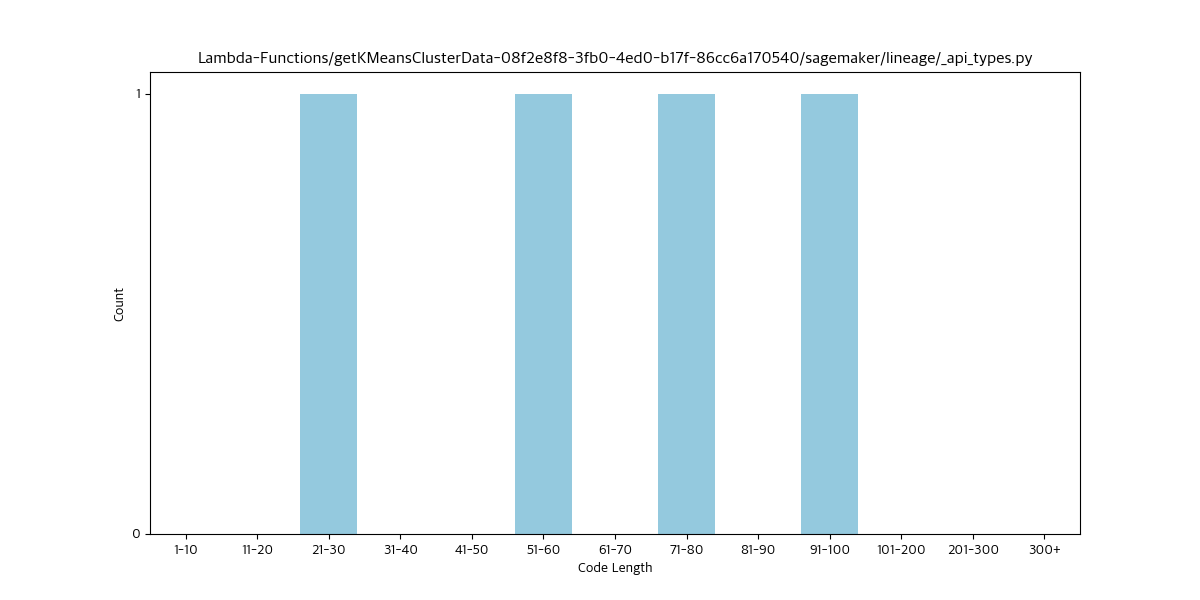 Lambda-Functions/getKMeansClusterData-08f2e8f8-3fb0-4ed0-b17f-86cc6a170540/sagemaker/lineage/_api_types.py
1
Count
0
1-10 11-20 21-30 31-40 41-50 51-60 61-70 71-80 81-90 91-100 101-200 201-300 300+
Code Length